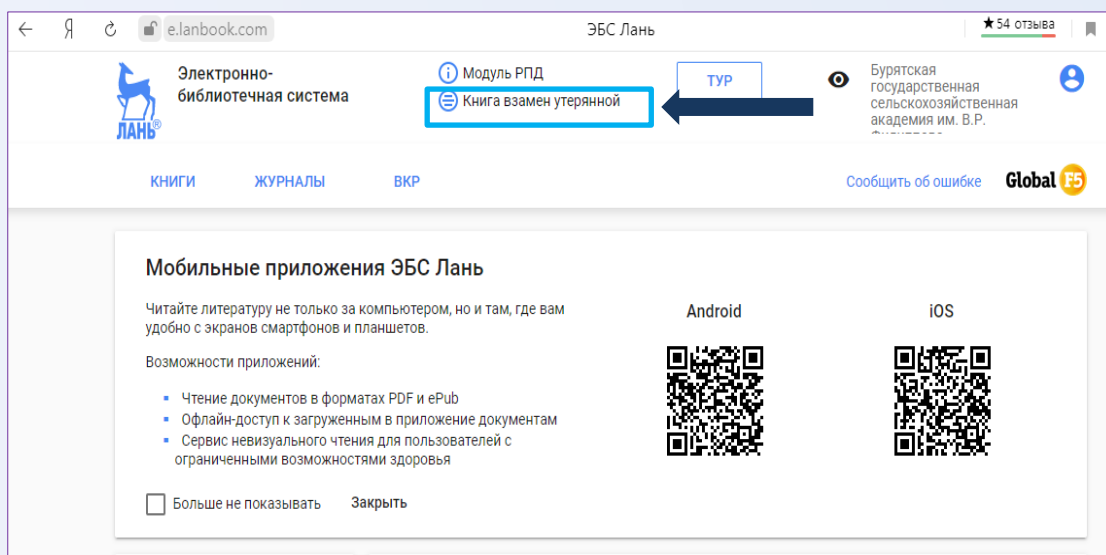 e.lanbook.com
ЭБС Лань
★54 отзыва
Электронно-
библиотечная система
ЛАНЬ®
Модуль РПД
Книга взамен утерянной
ТУР
Бурятская
государственная
сельскохозяйственная
академия им. В.Р.
КНИГИ
ЖУРНАЛЫ
ВКР
Сообщить об ошибке
Global F5
Мобильные приложения ЭБС Лань
Читайте литературу не только за компьютером, но и там, где вам
удобно с экранов смартфонов и планшетов.
Возможности приложений:
Чтение документов в форматах PDF и ePub
Офлайн-доступ к загруженным в приложение документам
Сервис невизуального чтения для пользователей с
ограниченными возможностями здоровья
Android
iOS
Больше не показывать
Закрыть